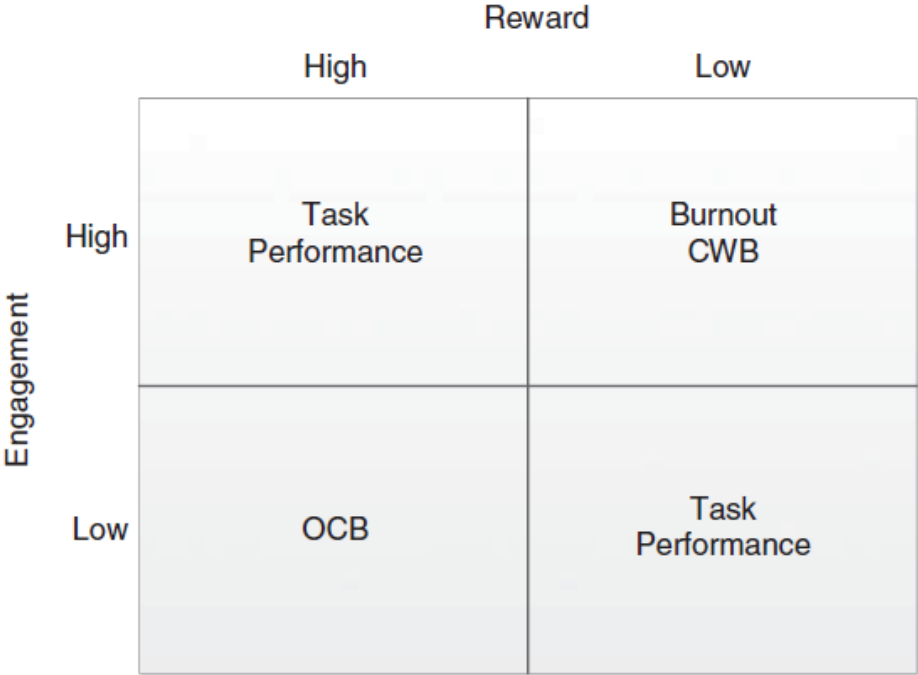 Reward
High
Low
Task
Performance
Burnout
CWB
High
Engagement
Low
OCB
Task
Performance